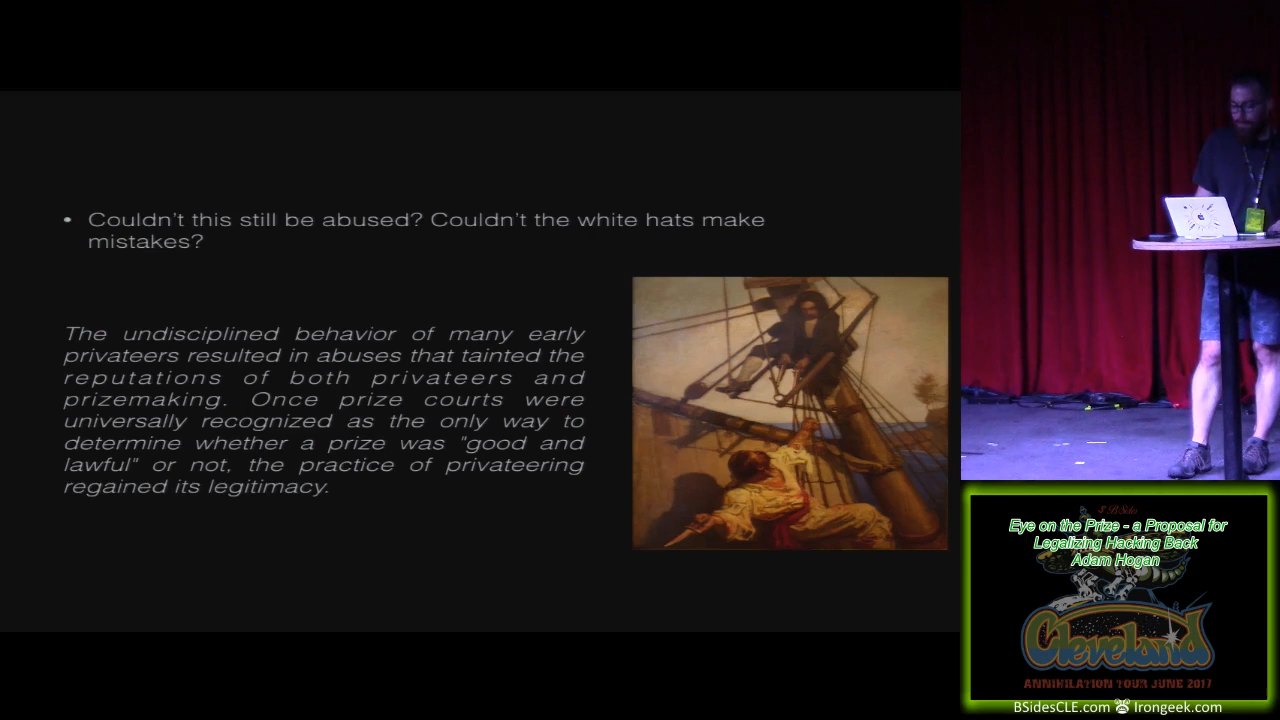 • Couldn't this still be abused? Couldn't the white hats make
mistakes?
The undisciplined behavior of many early
privateers resulted in abuses that tainted the
reputations of both privateers and
prizemaking. Once prize courts were
universally recognized as the only way to
determine whether a prize was "good and
lawful" or not, the practice of privateering
regained its legitimacy.
Eye on the Prize - a Proposal for
Legalizing Hacking Back
Adam Hogan
Cleveland
ANNIHILATION TOUR JUNE 2017
BSidesCLE.com Irongeek.com